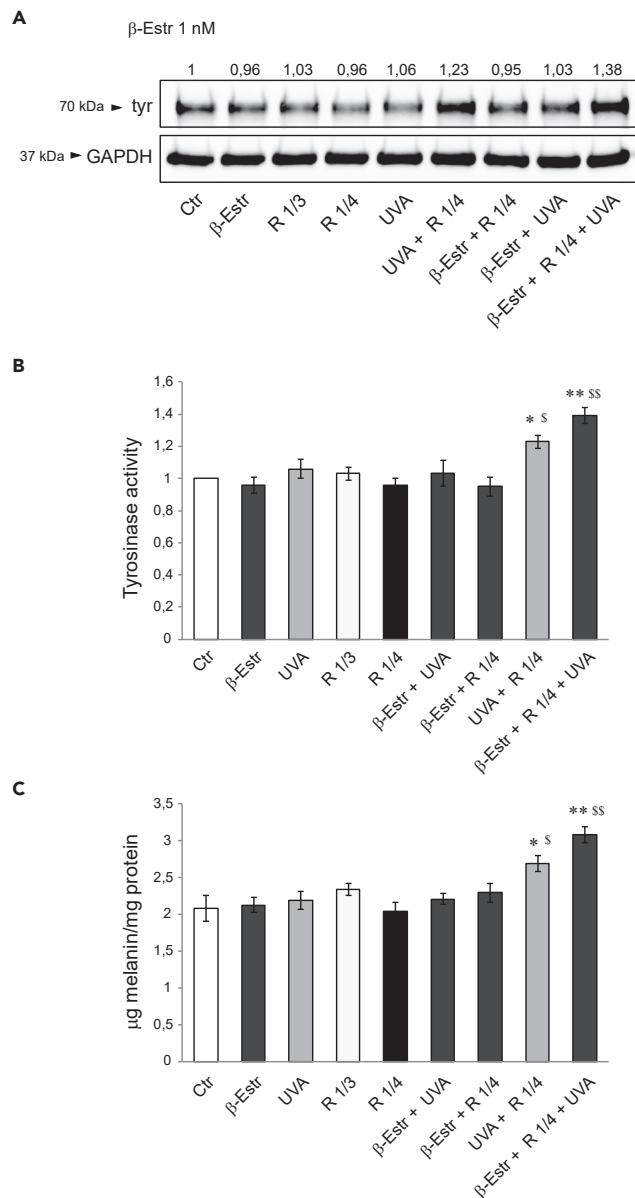 A
β-Estr 1 nM
1 0,96 1,03 0,96 1,06 1,23 0,95 1,03 1,38
70 kDa ► tyr
37 kDa ► GAPDH
Ctr
β-Estr
R 1/3
R 1/4
UVA
UVA + R 1/4
β-Estr + R 1/4
β-Estr + UVA
β-Estr + R 1/4 + UVA
B
Tyrosinase activity
1,6
1,4
1,2
1
0,8
0,6
0,4
0,2
0
* $
** $$
Ctr
β-Estr
UVA
R 1/3
R 1/4
β-Estr + UVA
β-Estr + R 1/4
UVA + R 1/4
β-Estr + R 1/4 + UVA
C
µg melanin/mg protein
3,5
3
2,5
2
1,5
1
0,5
0
* $
** $$
Ctr
β-Estr
UVA
R 1/3
R 1/4
β-Estr + UVA
β-Estr + R 1/4
UVA + R 1/4
β-Estr + R 1/4 + UVA